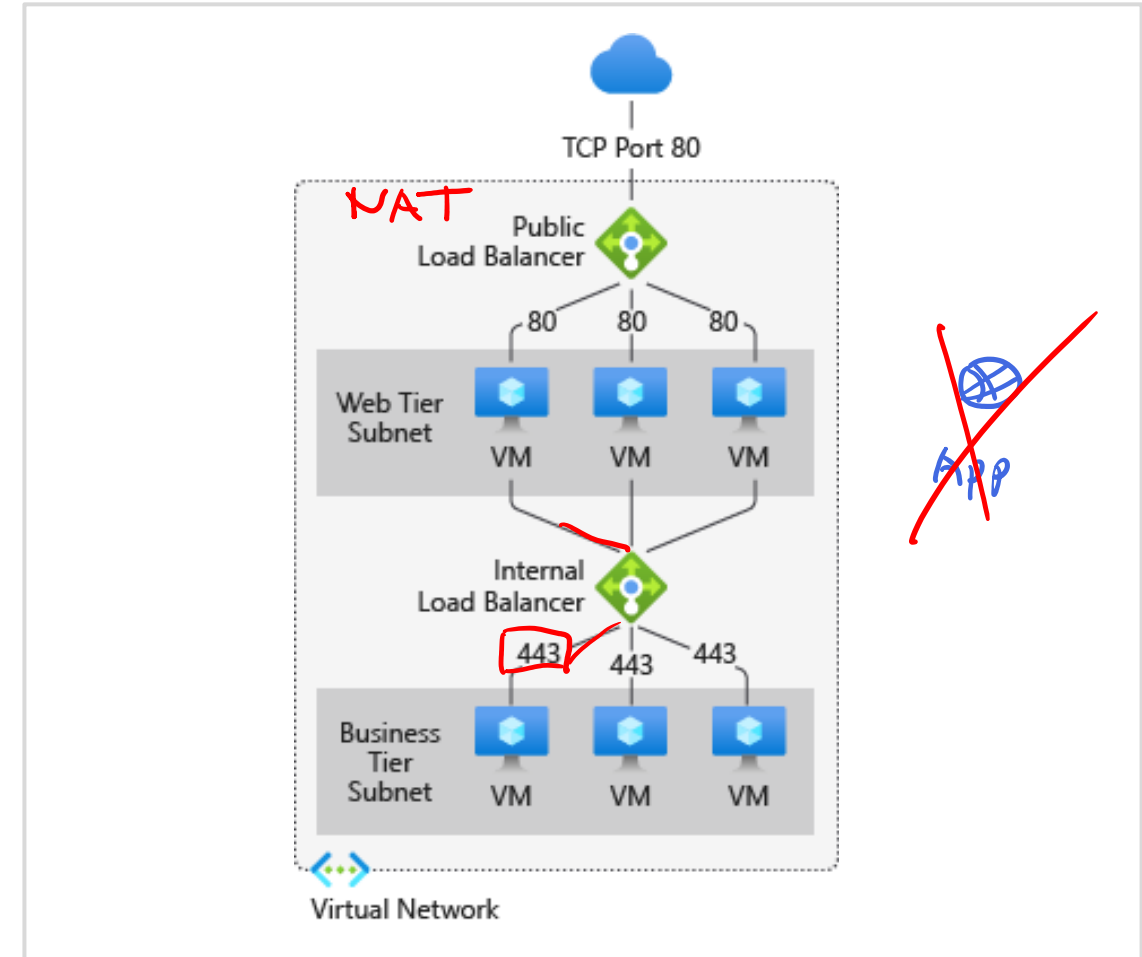 TCP Port 80
NAT
Public
Load Balancer
80 80 80
Web Tier
Subnet
VM VM VM
App
Internal
Load Balancer
443 443 443
Business
Tier
Subnet
VM VM VM
Virtual Network